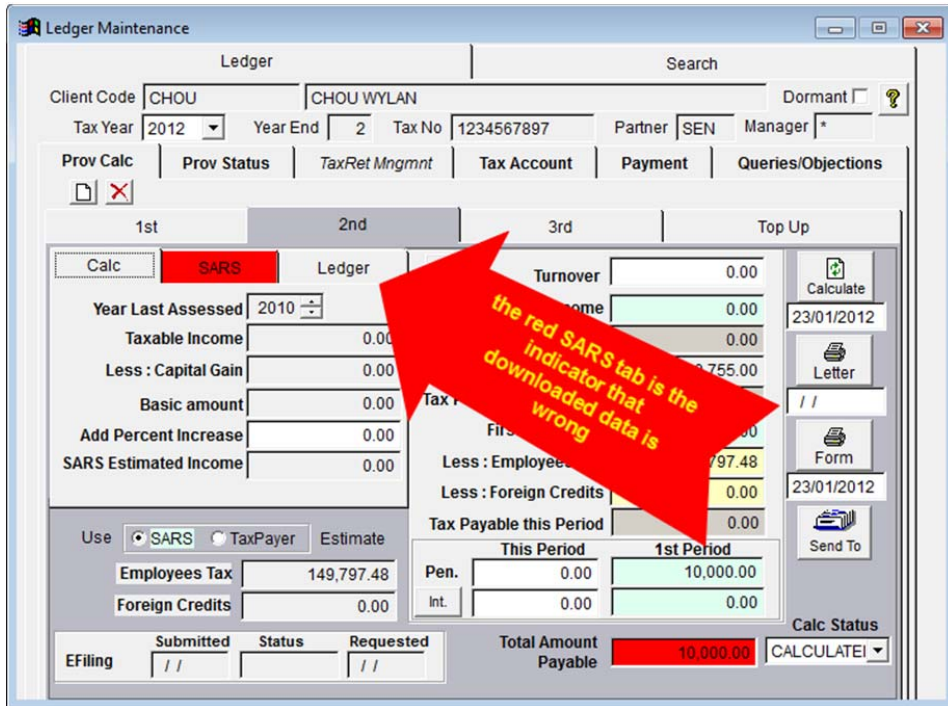 Ledger Maintenance
Ledger Search
Client Code CHOU CHOU WYLAN Dormant
Tax Year 2012 Year End 2 Tax No 1234567897 Partner SEN Manager *
Prov Calc Prov Status TaxRet Mngmnt Tax Account Payment Queries/Objections
1st 2nd 3rd Top Up
Calc SARS Ledger
Year Last Assessed 2010
Taxable Income 0.00
Less : Capital Gain 0.00
Basic amount 0.00
Add Percent Increase 0.00
SARS Estimated Income 0.00
Turnover 0.00
0.00
0.00
755.00
Tax
Less : Employee 797.48
Less : Foreign Credits 0.00
Tax Payable this Period 0.00
the red SARS tab is the
indicator that
downloaded data is
wrong
Calculate
23/01/2012
Letter
/ /
Form
23/01/2012
Send To
Use SARS TaxPayer Estimate
Employees Tax 149,797.48
Foreign Credits 0.00
This Period 1st Period
Pen. 0.00 10,000.00
Int. 0.00 0.00
Submitted Status Requested
EFiling / / / /
Total Amount
Payable 10,000.00
Calc Status
CALCULATEI